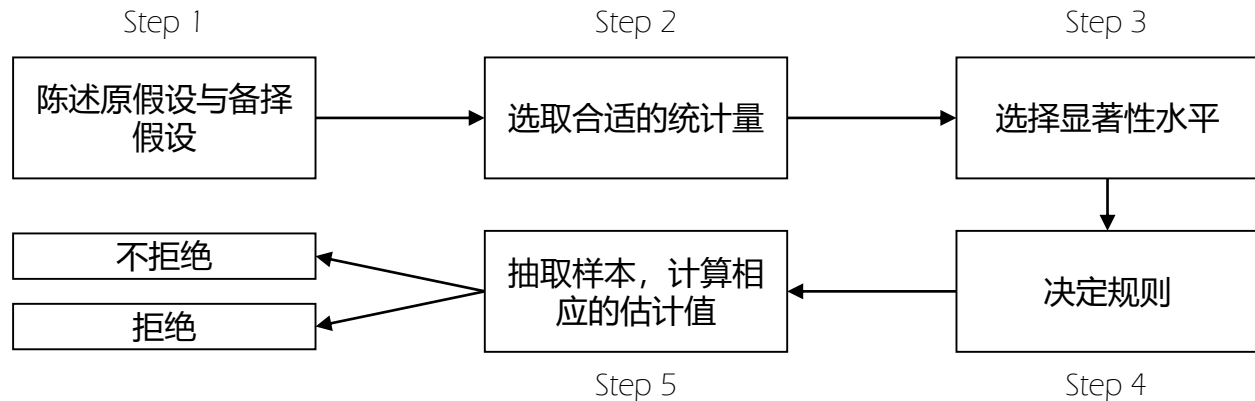 Step 1
Step 2
Step 3
陈述原假设与备择
假设
选取合适的统计量
选择显著性水平
不拒绝
拒绝
抽取样本，计算相
应的估计值
决定规则
Step 5
Step 4